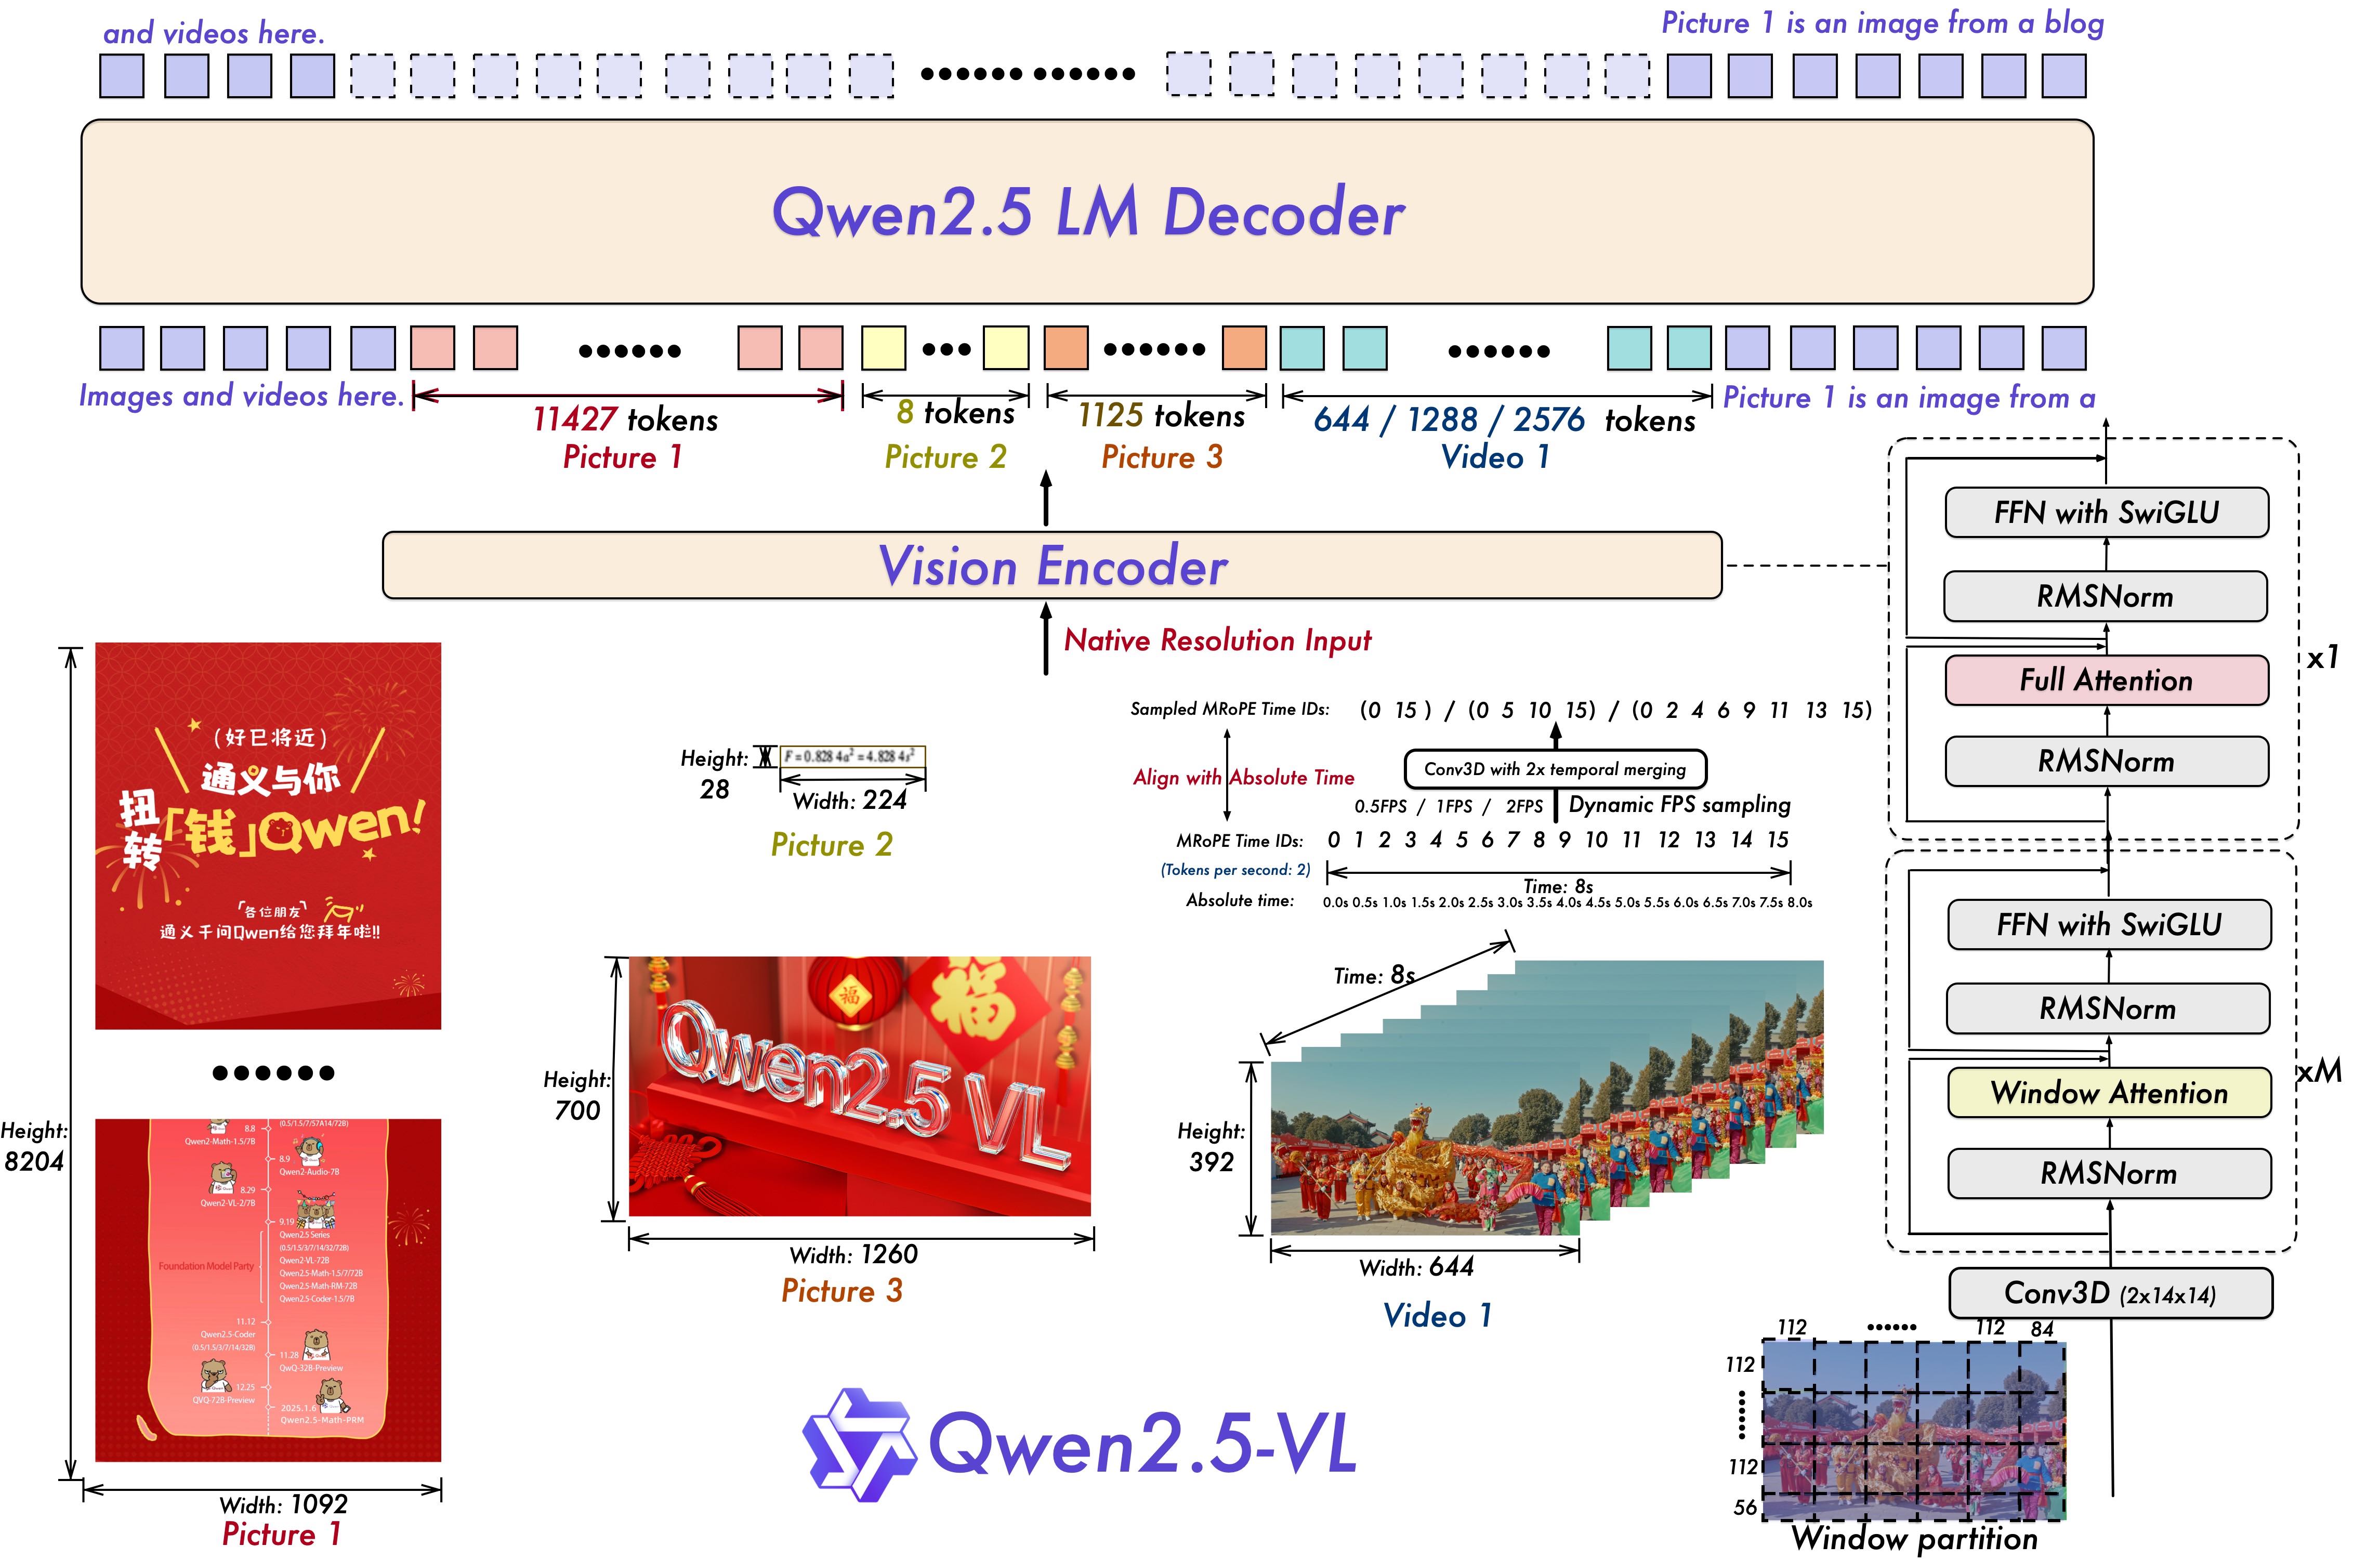 and videos here.
Picture 1 is an image from a blog
Qwen2.5 LM Decoder
Images and videos here.
11427 tokens
Picture 1
8 tokens
Picture 2
1125 tokens
Picture 3
644 / 1288 / 2576 tokens
Video 1
Picture 1 is an image from a
Vision Encoder
Native Resolution Input
Height:
8204
(好已将近)
通义与你
扭转「钱」Qwen!
「各位朋友」
通义千问Qwen给您拜年啦!!
8.8
Qwen2-Math-1.5/7B
(0.5/1.5/7/57A14/72B)
8.9
Qwen2-Audio-7B
8.29
Qwen2-VL-2/7B
9.19
Qwen2.5 Series
(0.5/1.5/3/7/14/32/72B)
Qwen2-VL-72B
Qwen2.5-Math-1.5/7/72B
Qwen2.5-Math-RM-72B
Qwen2.5-Coder-1.5/7B
Foundation Model Party
11.12
Qwen2.5-Coder
(0.5/1.5/3/7/14/32B)
11.28
QwQ-32B-Preview
12.25
QVQ-72B-Preview
2025.1.6
Qwen2.5-Math-PRM
Width: 1092
Picture 1
Height:
28
F = 0.828 4a² = 4.828 4s²
Width: 224
Picture 2
Height:
700
福
福
Qwen2.5 VL
Width: 1260
Picture 3
Sampled MRoPE Time IDs: (0 15 ) / (0 5 10 15) / (0 2 4 6 9 11 13 15)
Align with Absolute Time
Conv3D with 2x temporal merging
0.5FPS / 1FPS / 2FPS
Dynamic FPS sampling
MRoPE Time IDs: 0 1 2 3 4 5 6 7 8 9 10 11 12 13 14 15
(Tokens per second: 2)
Time: 8s
Absolute time: 0.0s 0.5s 1.0s 1.5s 2.0s 2.5s 3.0s 3.5s 4.0s 4.5s 5.0s 5.5s 6.0s 6.5s 7.0s 7.5s 8.0s
Time: 8s
Height:
392
Width: 644
Video 1
Qwen2.5-VL
FFN with SwiGLU
RMSNorm
Full Attention
RMSNorm
x1
FFN with SwiGLU
RMSNorm
Window Attention
RMSNorm
xM
Conv3D (2x14x14)
112 112 84
112
112
56
Window partition